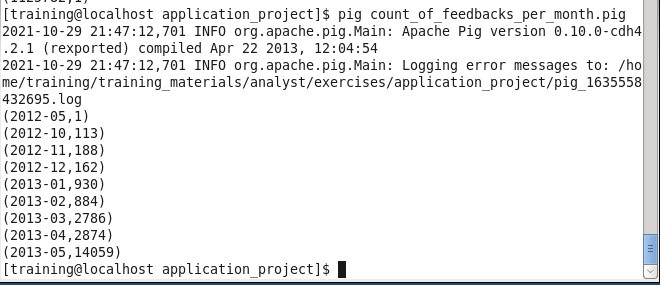 [training@localhost application_project]$ pig count_of_feedbacks_per_month.pig
2021-10-29 21:47:12,701 INFO org.apache.pig.Main: Apache Pig version 0.10.0-cdh4
.2.1 (rexported) compiled Apr 22 2013, 12:04:54
2021-10-29 21:47:12,701 INFO org.apache.pig.Main: Logging error messages to: /ho
me/training/training_materials/analyst/exercises/application_project/pig_1635558
432695.log
(2012-05,1)
(2012-10,113)
(2012-11,188)
(2012-12,162)
(2013-01,930)
(2013-02,884)
(2013-03,2786)
(2013-04,2874)
(2013-05,14059)
[training@localhost application_project]$